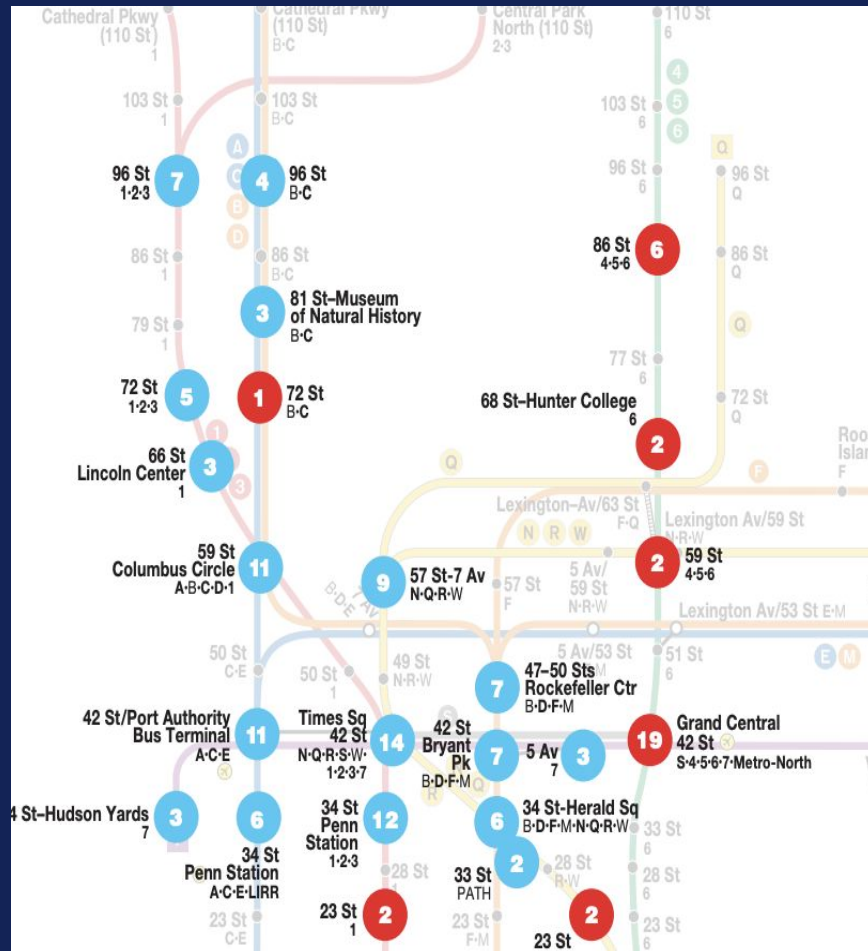 Cathedral Pkwy
(110 St)
1
Cathedral Pkwy
(110 St)
B·C
Central Park
North (110 St)
2·3
110 St
6
103 St
1
103 St
B·C
103 St
6
4
5
6
A
C
B
D
96 St
1·2·3
7
4
96 St
B·C
96 St
6
Q
96 St
Q
86 St
1
86 St
B·C
86 St
4·5·6
6
86 St
Q
79 St
1
3
81 St–Museum
of Natural History
B·C
Q
77 St
6
72 St
1·2·3
5
1
72 St
B·C
68 St–Hunter College
6
2
72 St
Q
66 St
Lincoln Center
1
3
1
3
Q
F
Roo
Islan
F
Lexington–Av/63 St
F·Q
Lexington Av/59 St
N·R·W
N R W
59 St
Columbus Circle
A·B·C·D·1
11
9
57 St-7 Av
N·Q·R·W
57 St
F
5 Av/
59 St
N·R·W
2
59 St
4·5·6
7 Av
B·D·E
Lexington Av/53 St E·M
5 Av/53 St
M
51 St
6
E M
50 St
C·E
50 St
1
49 St
N·R·W
7
47–50 Sts
Rockefeller Ctr
B·D·F·M
42 St/Port Authority
Bus Terminal
A·C·E
11
Times Sq
42 St
N·Q·R·S·W·
1·2·3·7
14
S
42 St
Bryant
Pk
B·D·F·M
7
5 Av
7
3
19
Grand Central
42 St
S·4·5·6·7·Metro-North
Q
R
4 St–Hudson Yards
7
3
6
34 St
Penn Station
A·C·E·LIRR
34 St
Penn
Station
1·2·3
12
6
34 St-Herald Sq
B·D·F·M·N·Q·R·W
33 St
6
33 St
PATH
2
28 St
1
28 St
R·W
28 St
6
23 St
C·E
23 St
1
2
23 St
F·M
23 St
2
23 St